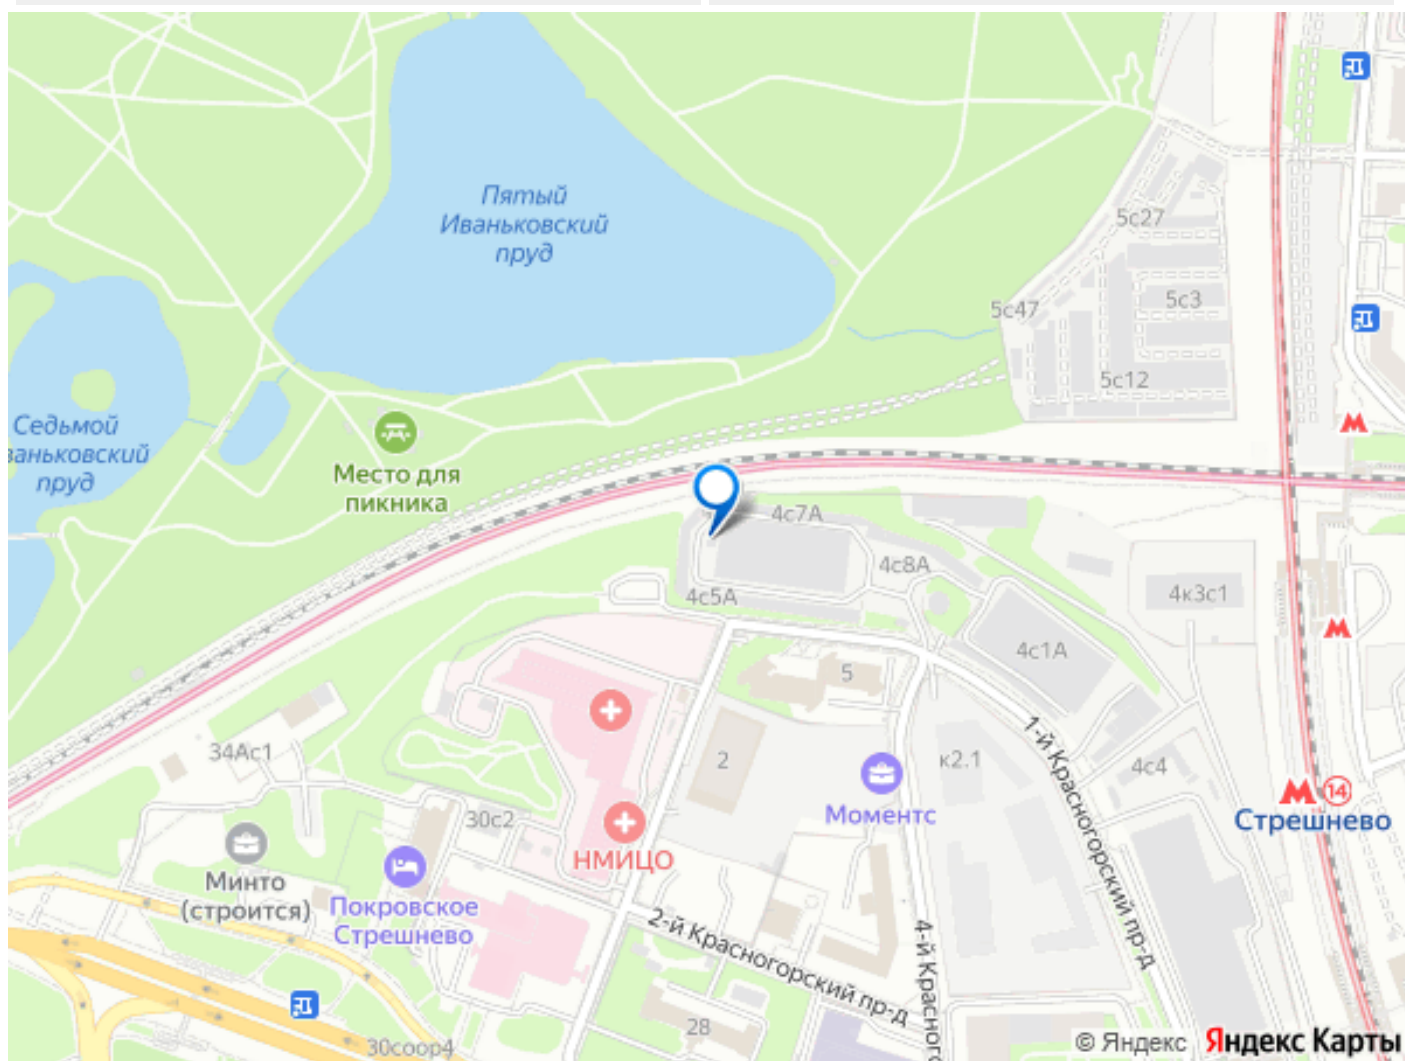 Пятый
Иваньковский
пруд
5с27
5с3
5с47
5с12
Седьмой
ваньковский
пруд
Место для
пикника
4с7А
4с8А
4с5А
4к3с1
4с1А
5
34Ас1
2
к2.1
1-й Красногорский пр-д
4с4
14
Стрешнево
Моментс
30с2
НМИЦО
Минто
(строится)
Покровское
Стрешнево
2-й Красногорский пр-д
4-й Красног
28
30соор4
© Яндекс Яндекс Карты